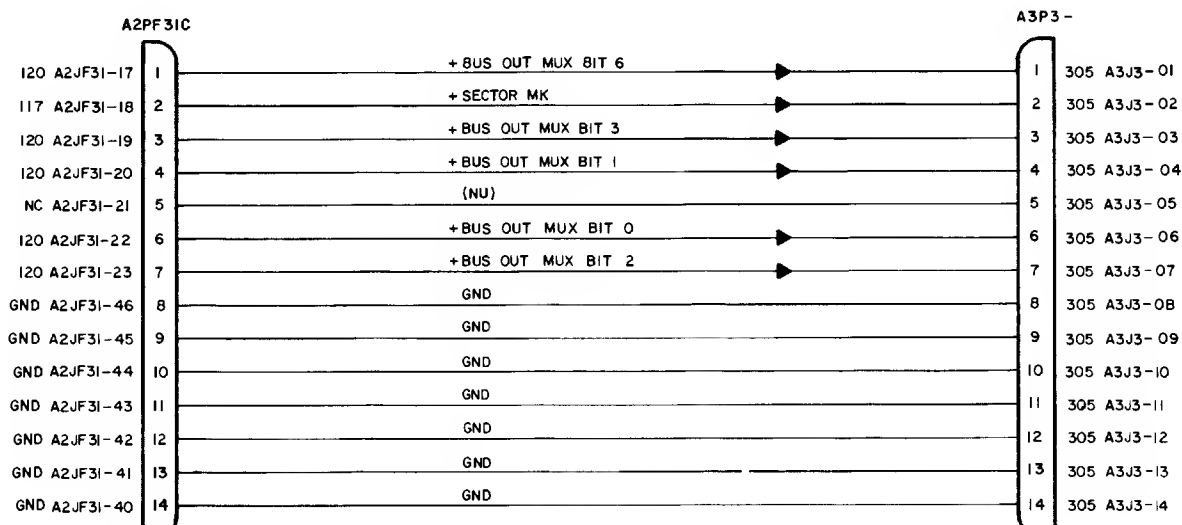 A2PF31C A3P3-
120 A2JF31-17 1 + BUS OUT MUX BIT 6 1 305 A3J3-01
117 A2JF31-18 2 + SECTOR MK 2 305 A3J3-02
120 A2JF31-19 3 + BUS OUT MUX BIT 3 3 305 A3J3-03
120 A2JF31-20 4 + BUS OUT MUX BIT 1 4 305 A3J3-04
NC A2JF31-21 5 (NU) 5 305 A3J3-05
120 A2JF31-22 6 + BUS OUT MUX BIT 0 6 305 A3J3-06
120 A2JF31-23 7 + BUS OUT MUX BIT 2 7 305 A3J3-07
GND A2JF31-46 8 GND 8 305 A3J3-08
GND A2JF31-45 9 GND 9 305 A3J3-09
GND A2JF31-44 10 GND 10 305 A3J3-10
GND A2JF31-43 11 GND 11 305 A3J3-11
GND A2JF31-42 12 GND 12 305 A3J3-12
GND A2JF31-41 13 GND 13 305 A3J3-13
GND A2JF31-40 14 GND 14 305 A3J3-14